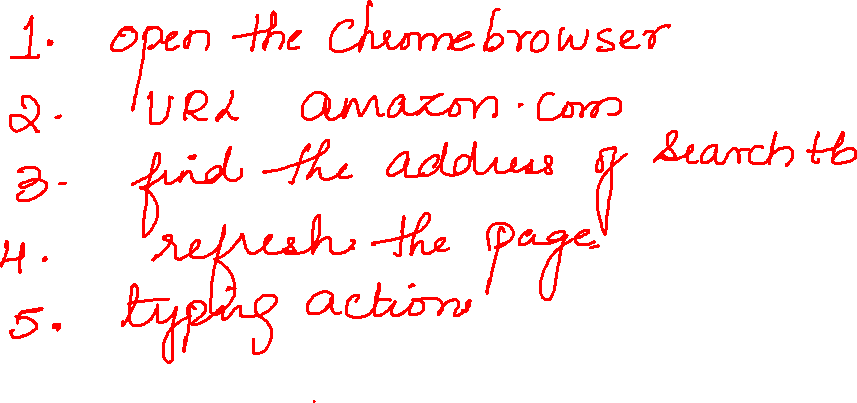 1. open the Chromebrowser
2. URL amazon.com
3. find the address of search tb
4. refresh the page
5. typing action